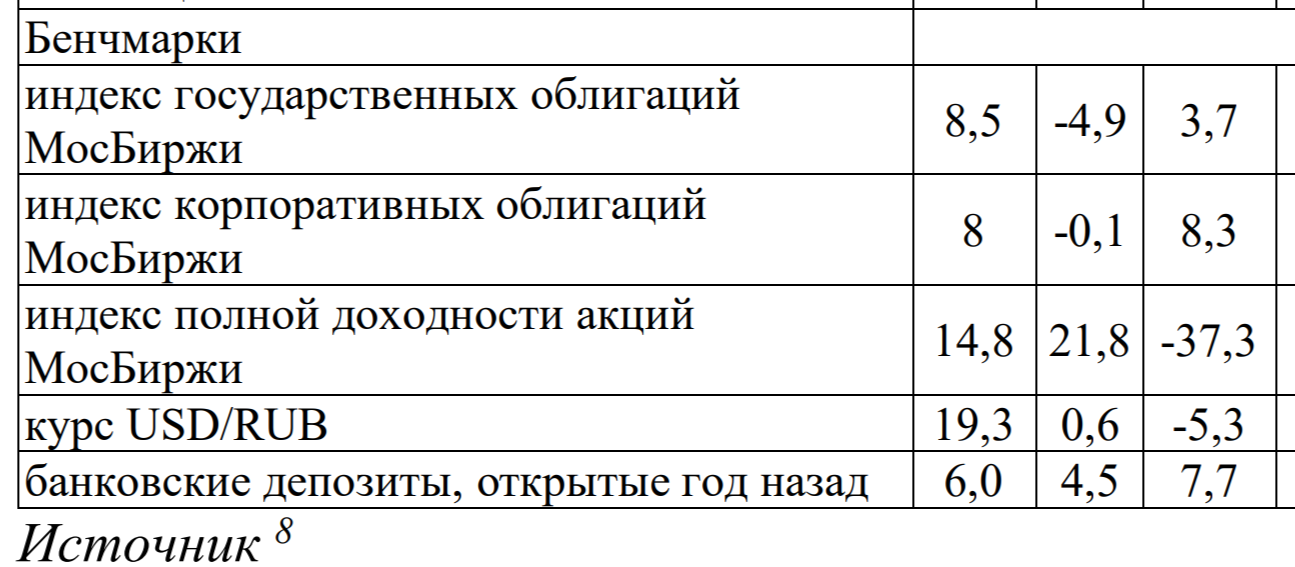 Бенчмарки
индекс государственных облигаций
МосБиржи
8,5 -4,9 3,7
индекс корпоративных облигаций
МосБиржи
8 -0,1 8,3
индекс полной доходности акций
МосБиржи
14,8 21,8 -37,3
курс USD/RUB 19,3 0,6 -5,3
банковские депозиты, открытые год назад 6,0 4,5 7,7
Источник 8